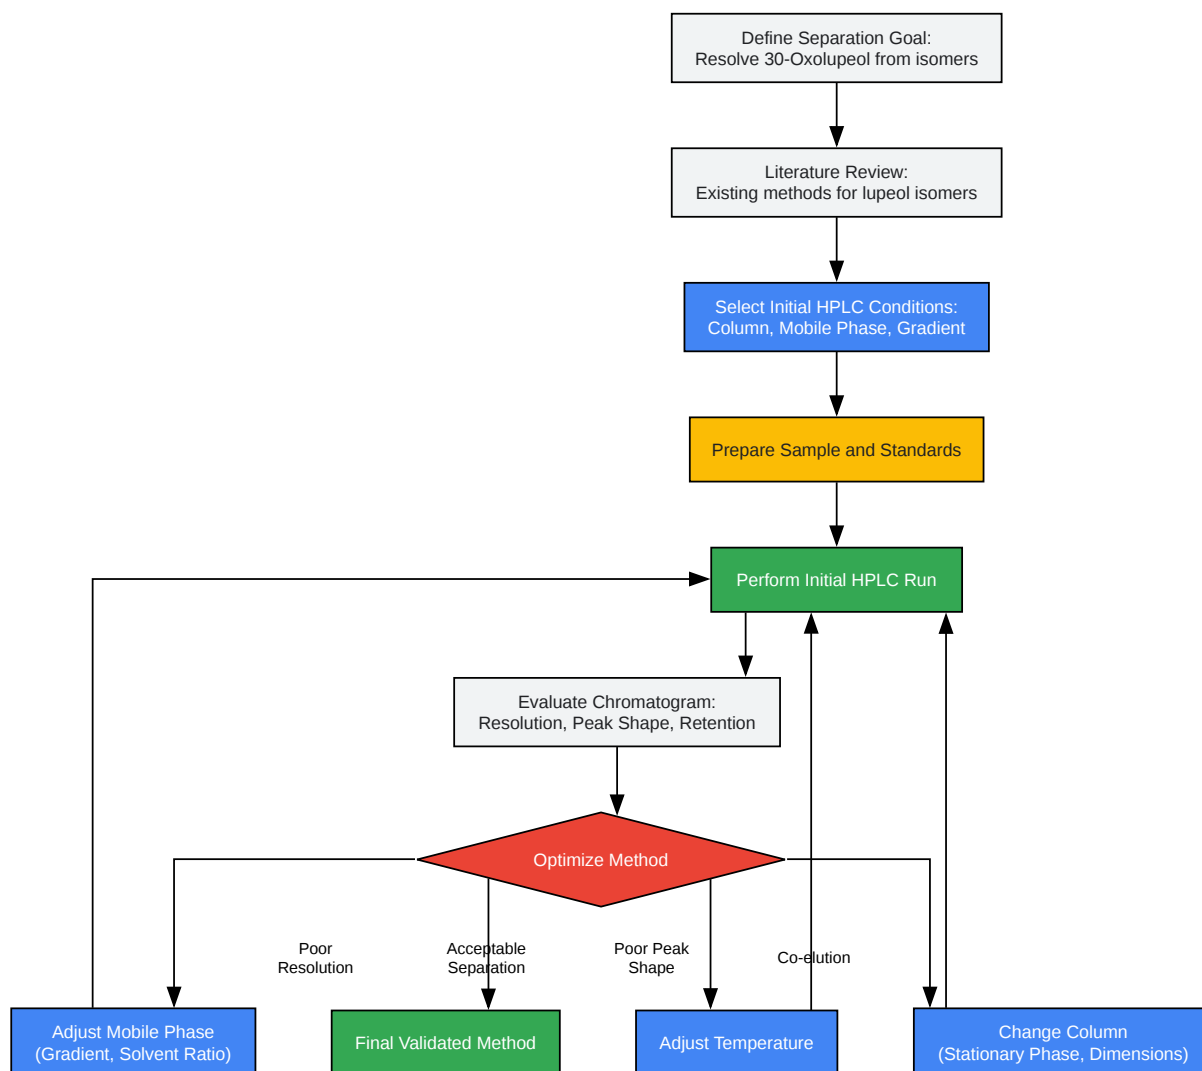 Define Separation Goal:
Resolve 30-Oxolupeol from isomers
Literature Review:
Existing methods for lupeol isomers
Select Initial HPLC Conditions:
Column, Mobile Phase, Gradient
Prepare Sample and Standards
Perform Initial HPLC Run
Evaluate Chromatogram:
Resolution, Peak Shape, Retention
Optimize Method
Poor
Resolution
Acceptable
Separation
Poor Peak
Shape
Co-elution
Adjust Mobile Phase
(Gradient, Solvent Ratio)
Final Validated Method
Adjust Temperature
Change Column
(Stationary Phase, Dimensions)